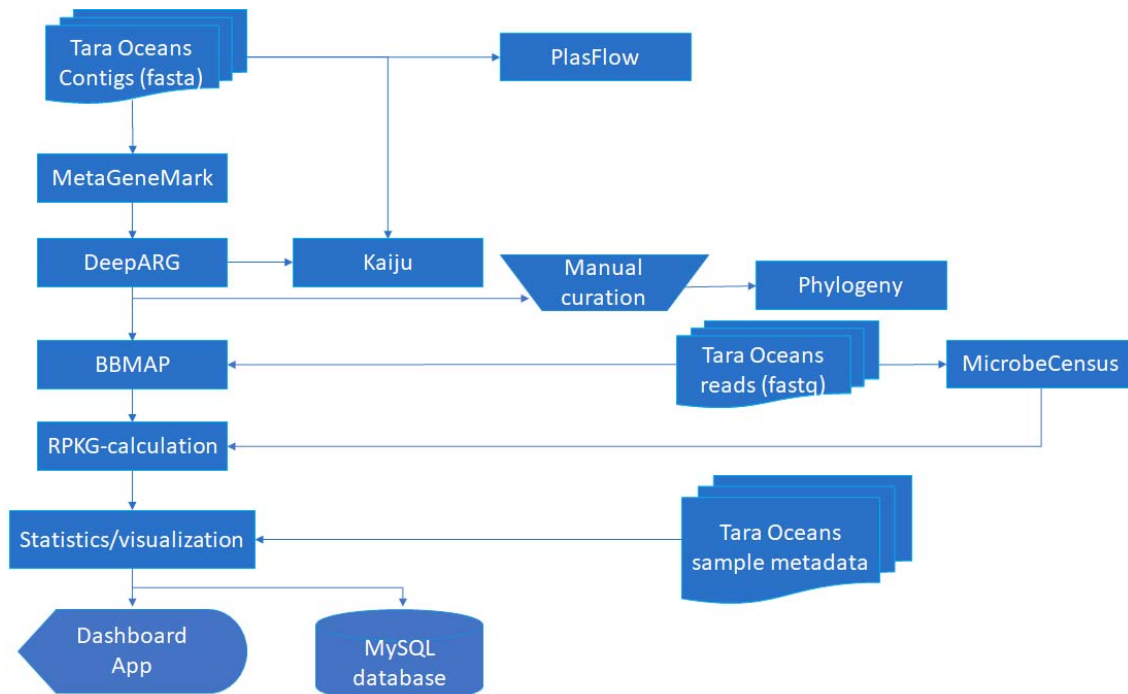 Tara Oceans
Contigs (fasta)
PlasFlow
MetaGeneMark
DeepARG
Kaiju
Manual
curation
Phylogeny
BBMAP
Tara Oceans
reads (fastq)
MicrobeCensus
RPKG-calculation
Statistics/visualization
Tara Oceans
sample metadata
Dashboard
App
MySQL
database